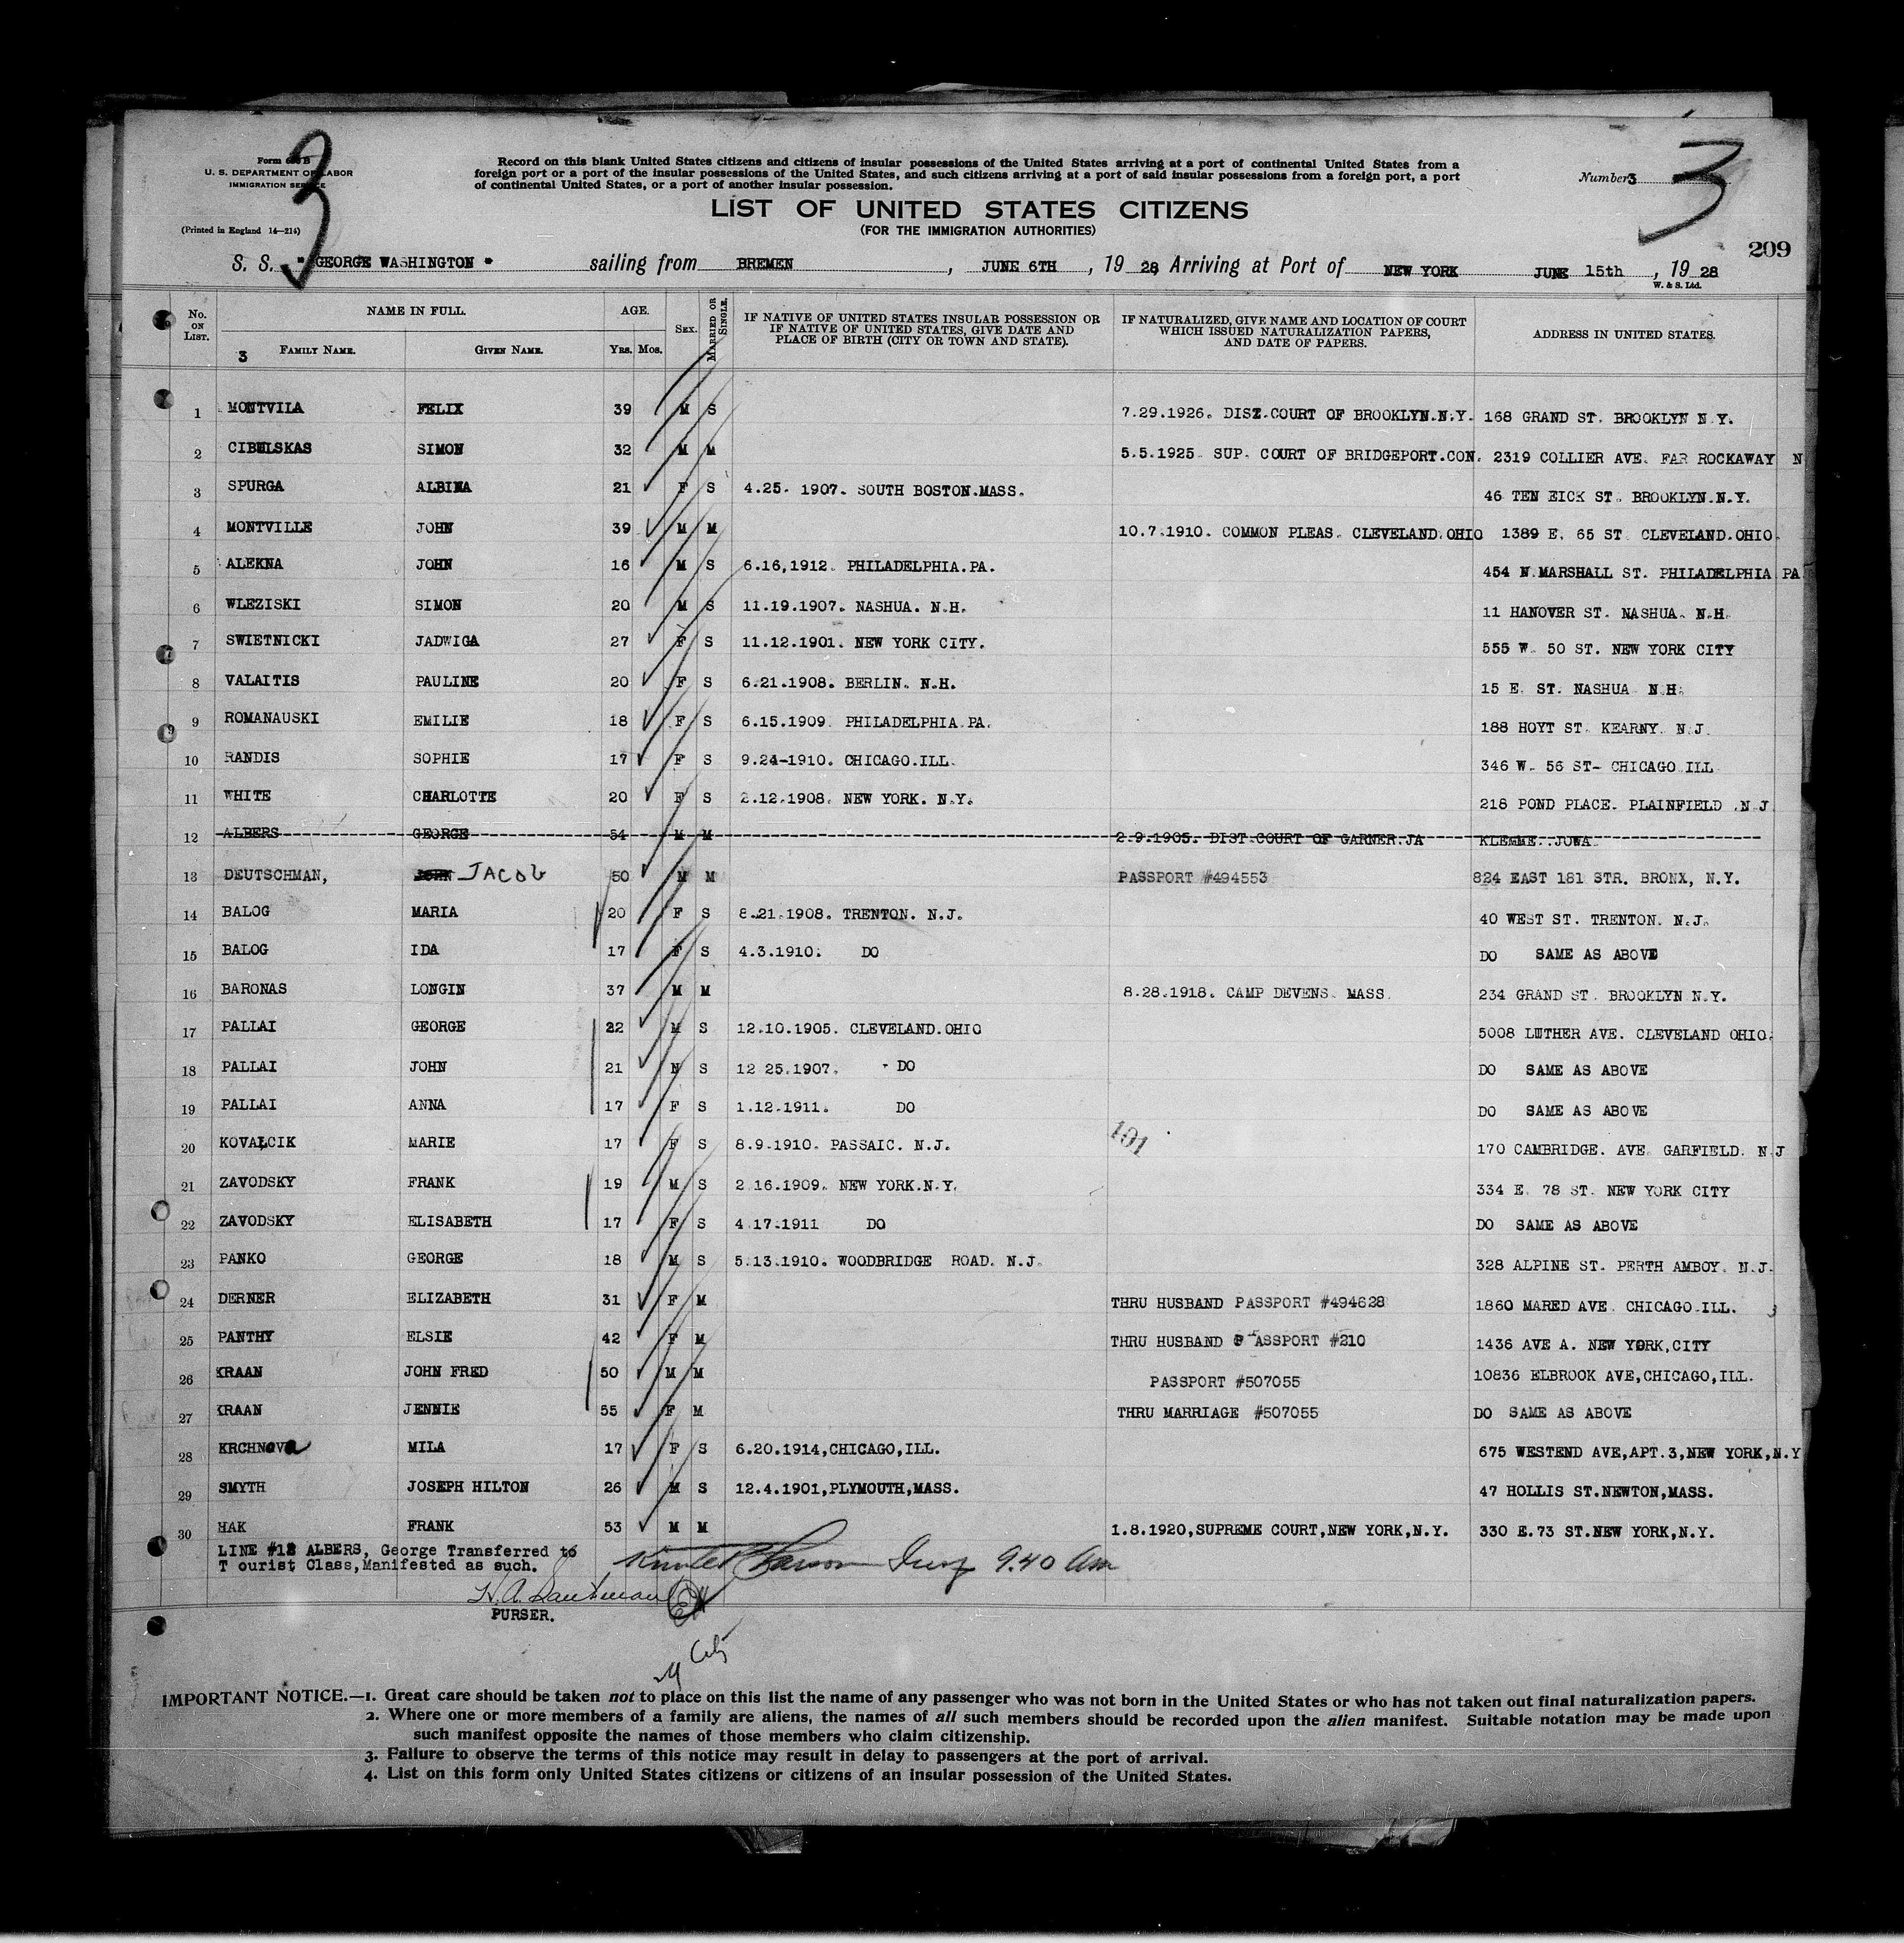 3
3
Form 630 B
U. S. DEPARTMENT OF LABOR
IMMIGRATION SERVICE
(Printed in England 14—214)
Record on this blank United States citizens and citizens of insular possessions of the United States arriving at a port of continental United States from a
foreign port or a port of the insular possessions of the United States, and such citizens arriving at a port of said insular possessions from a foreign port, a port
of continental United States, or a port of another insular possession.
Number 3
LIST OF UNITED STATES CITIZENS
(FOR THE IMMIGRATION AUTHORITIES)
209
S. S. " GEORGE WASHINGTON " sailing from BREMEN , JUNE 6TH , 19 28 Arriving at Port of NEW YORK JUNE 15th , 19 28
W. & S. Ltd.
No. ON LIST. NAME IN FULL. AGE. SEX. MARRIED OR SINGLE. IF NATIVE OF UNITED STATES INSULAR POSSESSION OR IF NATIVE OF UNITED STATES, GIVE DATE AND PLACE OF BIRTH (CITY OR TOWN AND STATE). IF NATURALIZED, GIVE NAME AND LOCATION OF COURT WHICH ISSUED NATURALIZATION PAPERS, AND DATE OF PAPERS. ADDRESS IN UNITED STATES.
3 FAMILY NAME. GIVEN NAME. YRS. MOS.
1 MONTVILA FELIX 39 M S 7.29.1926. DIST.COURT OF BROOKLYN.N.Y. 168 GRAND ST. BROOKLYN N.Y.
2 CIBULSKAS SIMON 32 M M 5.5.1925. SUP. COURT OF BRIDGEPORT.CON. 2319 COLLIER AVE. FAR ROCKAWAY N
3 SPURGA ALBINA 21 F S 4.25. 1907. SOUTH BOSTON.MASS. 46 TEN EICK ST. BROOKLYN.N.Y.
4 MONTVILLE JOHN 39 M M 10.7.1910. COMMON PLEAS. CLEVELAND.OHIO 1389 E. 65 ST. CLEVELAND.OHIO.
5 ALEKNA JOHN 16 M S 6.16,1912. PHILADELPHIA.PA. 454 N.MARSHALL ST. PHILADELPHIA PA
6 WLEZISKI SIMON 20 M S 11.19.1907. NASHUA. N.H. 11 HANOVER ST. NASHUA. N.H.
7 SWIETNICKI JADWIGA 27 F S 11.12.1901. NEW YORK CITY. 555 W. 50 ST. NEW YORK CITY
8 VALAITIS PAULINE 20 F S 6.21.1908. BERLIN. N.H. 15 E. ST. NASHUA N.H.
9 ROMANAUSKI EMILIE 18 F S 6.15.1909. PHILADELPHIA PA. 188 HOYT ST. KEARNY. N.J.
10 RANDIS SOPHIE 17 F S 9.24-1910. CHICAGO.ILL. 346 W. 56 ST- CHICAGO ILL
11 WHITE CHARLOTTE 20 F S 2.12.1908. NEW YORK. N.Y. 218 POND PLACE. PLAINFIELD .N.J
12 ALBERS GEORGE 54 M M 2.9.1905. DIST.COURT OF GARNER.JA KLEMME..JOWA.
13 DEUTSCHMAN, JOHN JACOB 50 M M PASSPORT #494553 824 EAST 181 STR. BRONX, N.Y.
14 BALOG MARIA 20 F S 8.21.1908. TRENTON. N.J. 40 WEST ST. TRENTON. N.J.
15 BALOG IDA 17 F S 4.3.1910. DO DO SAME AS ABOVE
16 BARONAS LONGIN 37 M M 8.28.1918. CAMP DEVENS. MASS. 234 GRAND ST. BROOKLYN N.Y.
17 PALLAI GEORGE 22 M S 12.10.1905. CLEVELAND.OHIO 5008 LUTHER AVE. CLEVELAND OHIO.
18 PALLAI JOHN 21 M S 12 25.1907. DO DO SAME AS ABOVE
19 PALLAI ANNA 17 F S 1.12.1911. DO DO SAME AS ABOVE
20 KOVALCIK MARIE 17 F S 8.9.1910. PASSAIC. N.J. 101 170 CAMBRIDGE. AVE. GARFIELD. N.J
21 ZAVODSKY FRANK 19 M S 2.16.1909. NEW YORK.N.Y. 334 E. 78 ST. NEW YORK CITY
22 ZAVODSKY ELISABETH 17 F S 4.17.1911 DO DO SAME AS ABOVE
23 PANKO GEORGE 18 M S 5.13.1910. WOODBRIDGE ROAD. N.J. 328 ALPINE ST. PERTH AMBOY. N.J.
24 DERNER ELIZABETH 31 F M THRU HUSBAND PASSPORT #494628 1860 MARED AVE. CHICAGO.ILL.
25 PANTHY ELSIE 42 F M THRU HUSBAND P ASSPORT #210 1436 AVE A. NEW YORK,CITY
26 KRAAN JOHN FRED 50 M M PASSPORT #507055 10836 ELBROOK AVE,CHICAGO,ILL.
27 KRAAN JENNIE 55 F M THRU MARRIAGE #507055 DO SAME AS ABOVE
28 KRCHNOVA MILA 17 F S 6.20.1914,CHICAGO,ILL. 675 WESTEND AVE,APT.3,NEW YORK,N.Y
29 SMYTH JOSEPH HILTON 26 M S 12.4.1901,PLYMOUTH,MASS. 47 HOLLIS ST.NEWTON,MASS.
30 HAK FRANK 53 M M 1.8.1920,SUPREME COURT,NEW YORK,N.Y. 330 E.73 ST.NEW YORK,N.Y.
LINE #12 ALBERS, George Transferred to
T ourist Class,Manifested as such.
9.40 Am
PURSER.
IMPORTANT NOTICE.—1. Great care should be taken not to place on this list the name of any passenger who was not born in the United States or who has not taken out final naturalization papers.
2. Where one or more members of a family are aliens, the names of all such members should be recorded upon the alien manifest. Suitable notation may be made upon
such manifest opposite the names of those members who claim citizenship.
3. Failure to observe the terms of this notice may result in delay to passengers at the port of arrival.
4. List on this form only United States citizens or citizens of an insular possession of the United States.